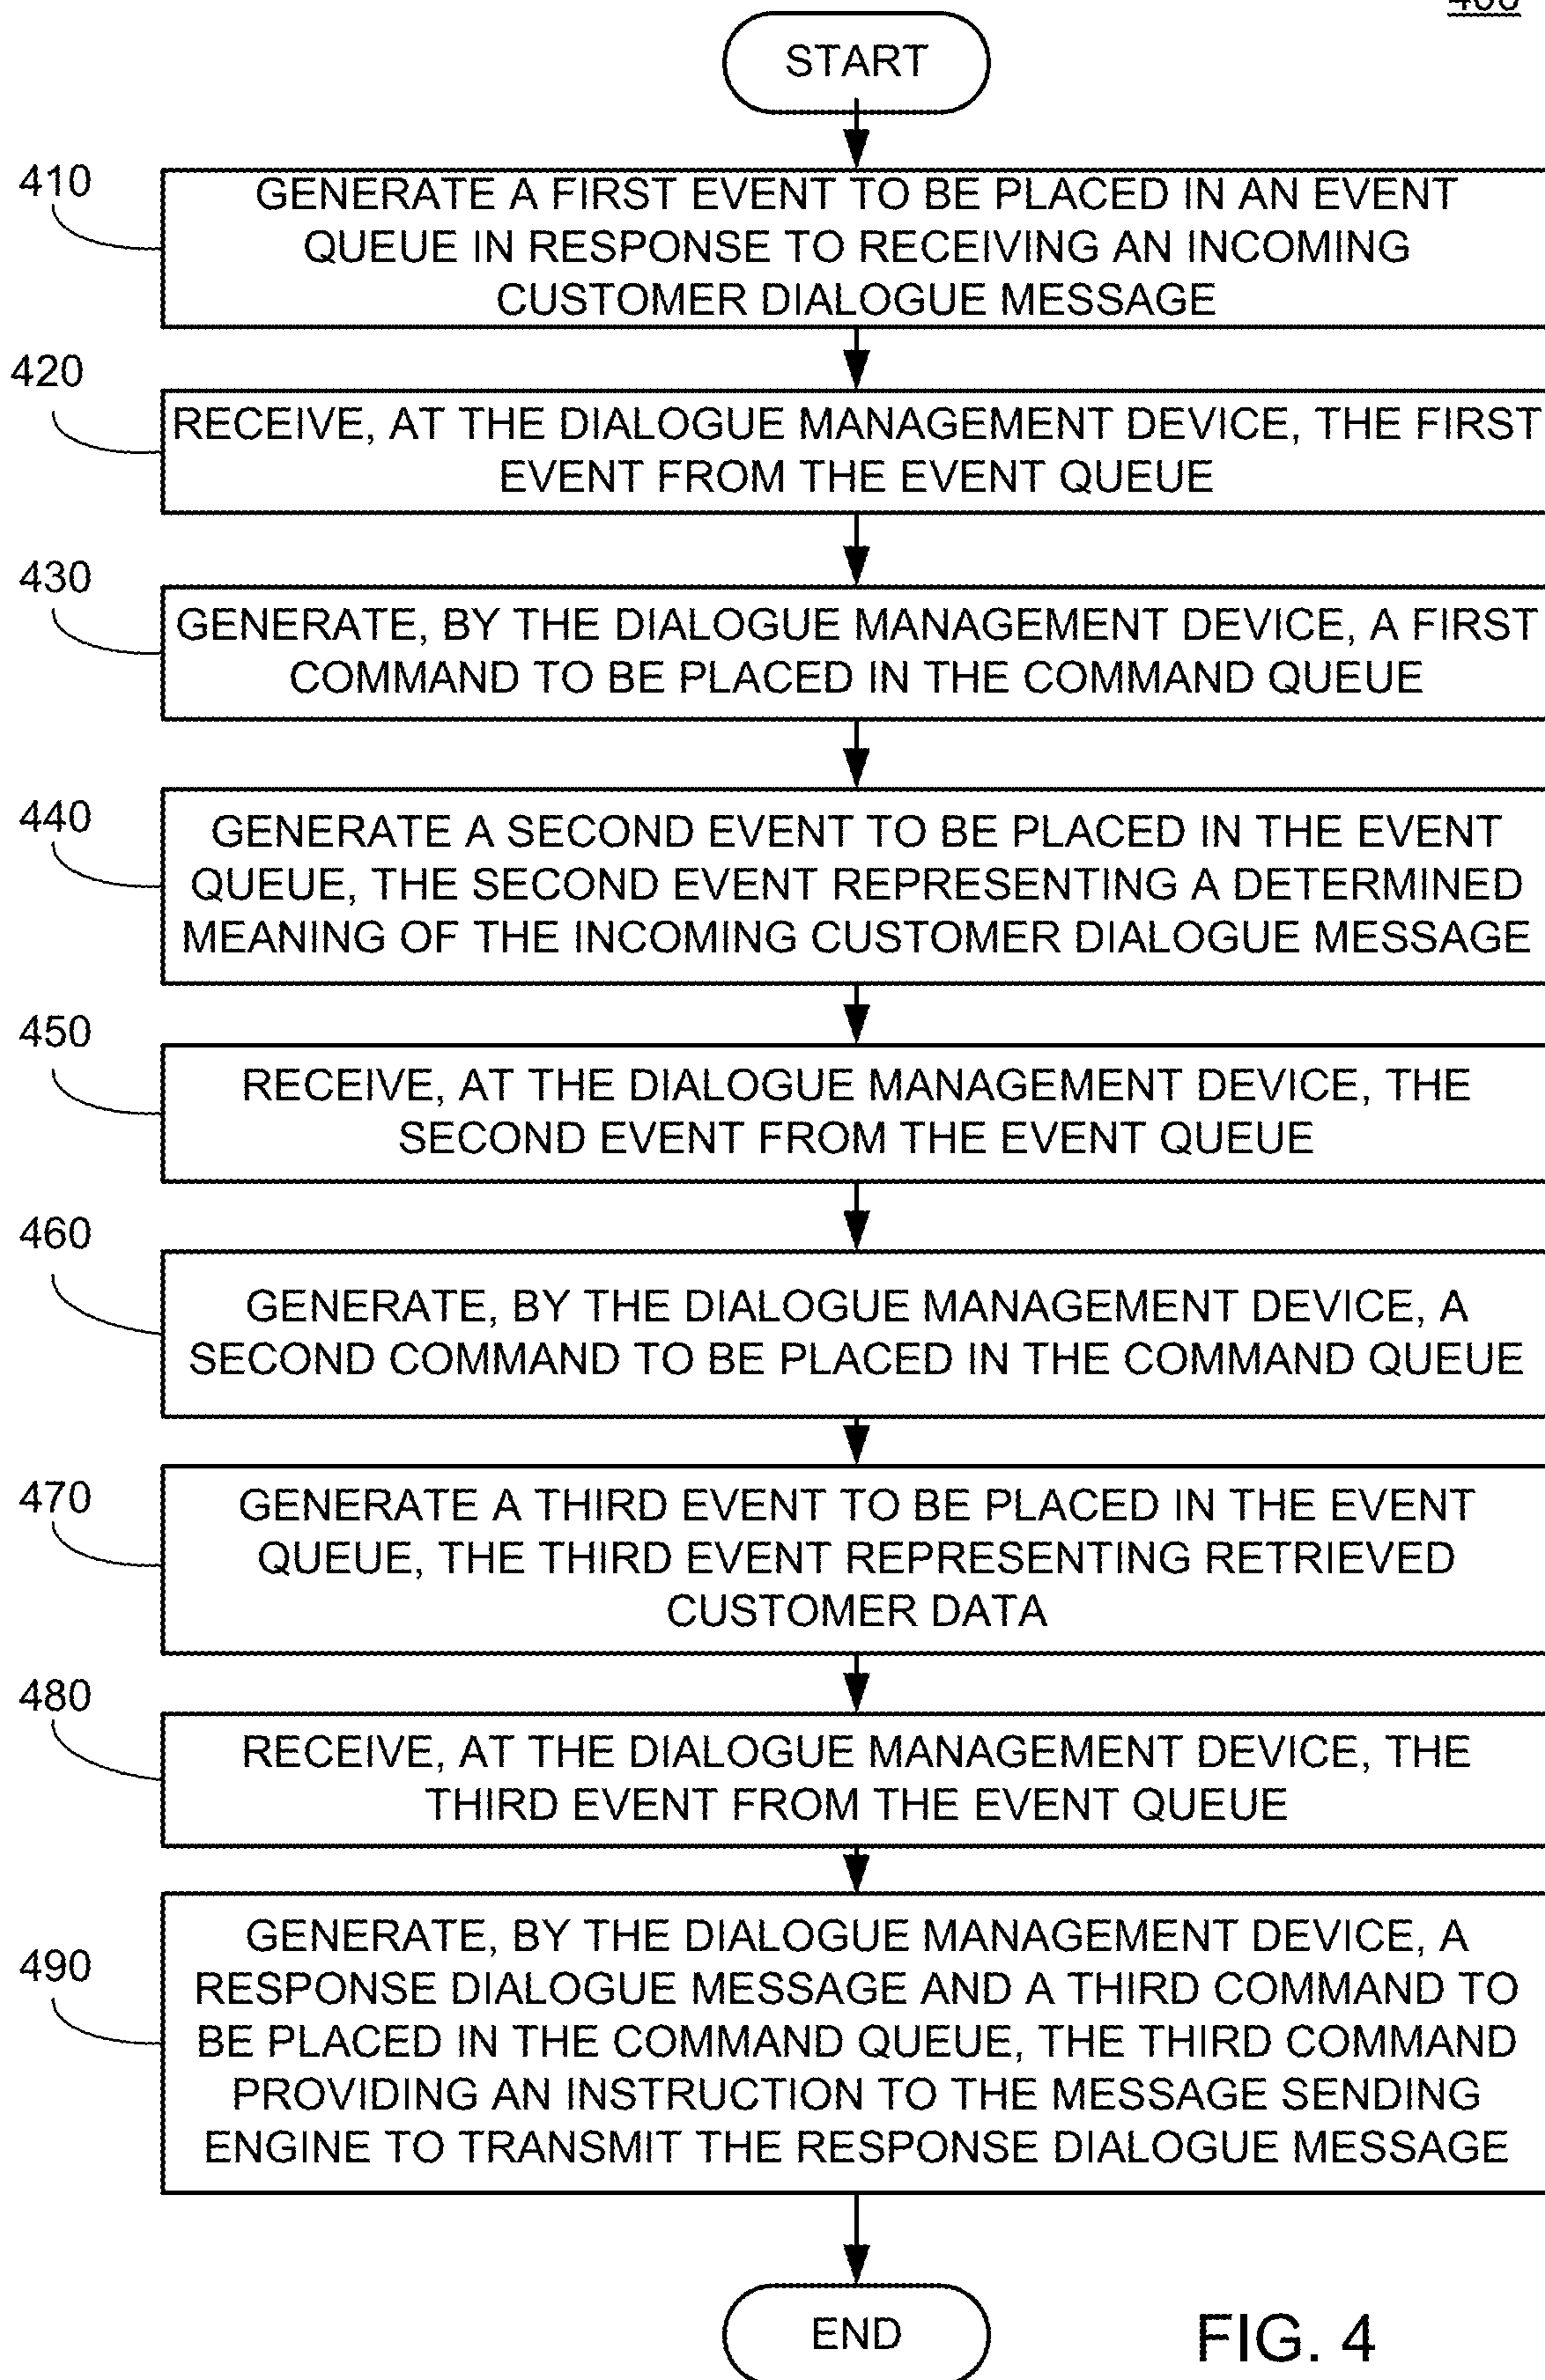 START
410
GENERATE A FIRST EVENT TO BE PLACED IN AN EVENT
QUEUE IN RESPONSE TO RECEIVING AN INCOMING
CUSTOMER DIALOGUE MESSAGE
420
RECEIVE, AT THE DIALOGUE MANAGEMENT DEVICE, THE FIRST
EVENT FROM THE EVENT QUEUE
430
GENERATE, BY THE DIALOGUE MANAGEMENT DEVICE, A FIRST
COMMAND TO BE PLACED IN THE COMMAND QUEUE
440
GENERATE A SECOND EVENT TO BE PLACED IN THE EVENT
QUEUE, THE SECOND EVENT REPRESENTING A DETERMINED
MEANING OF THE INCOMING CUSTOMER DIALOGUE MESSAGE
450
RECEIVE, AT THE DIALOGUE MANAGEMENT DEVICE, THE
SECOND EVENT FROM THE EVENT QUEUE
460
GENERATE, BY THE DIALOGUE MANAGEMENT DEVICE, A
SECOND COMMAND TO BE PLACED IN THE COMMAND QUEUE
470
GENERATE A THIRD EVENT TO BE PLACED IN THE EVENT
QUEUE, THE THIRD EVENT REPRESENTING RETRIEVED
CUSTOMER DATA
480
RECEIVE, AT THE DIALOGUE MANAGEMENT DEVICE, THE
THIRD EVENT FROM THE EVENT QUEUE
490
GENERATE, BY THE DIALOGUE MANAGEMENT DEVICE, A
RESPONSE DIALOGUE MESSAGE AND A THIRD COMMAND TO
BE PLACED IN THE COMMAND QUEUE, THE THIRD COMMAND
PROVIDING AN INSTRUCTION TO THE MESSAGE SENDING
ENGINE TO TRANSMIT THE RESPONSE DIALOGUE MESSAGE
END
FIG. 4